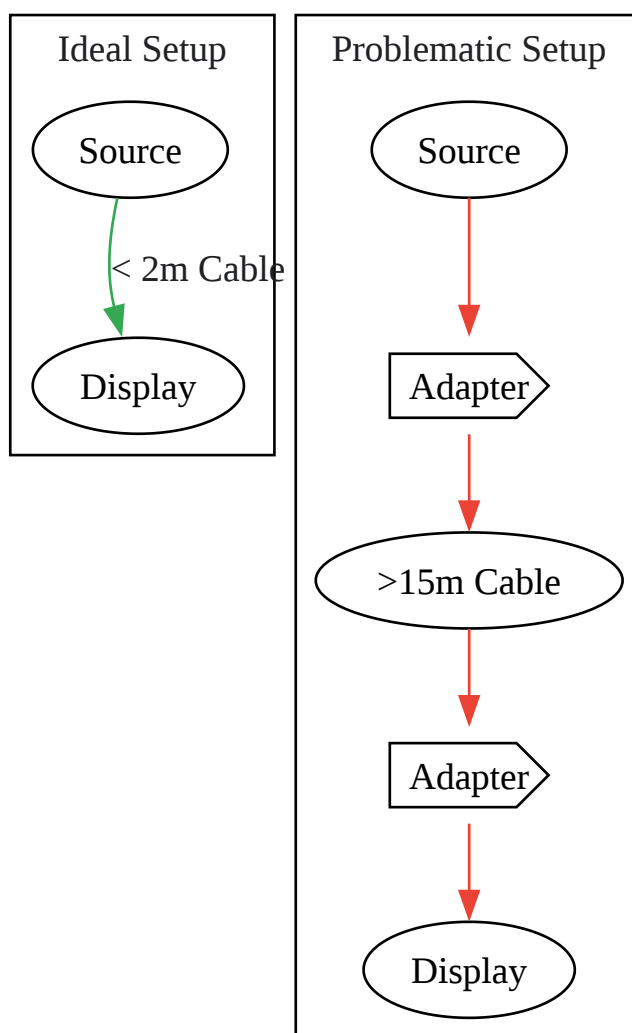 Ideal Setup
Source
< 2m Cable
Display
Problematic Setup
Source
Adapter
>15m Cable
Adapter
Display